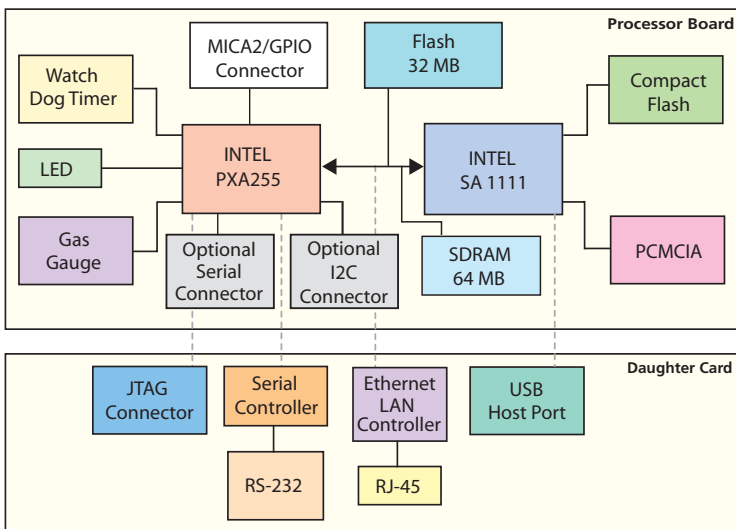 Processor Board
MICA2/GPIO
Connector
Flash
32 MB
Watch
Dog Timer
Compact
Flash
INTEL
PXA255
INTEL
SA 1111
LED
Gas
Gauge
Optional
Serial
Connector
Optional
I2C
Connector
SDRAM
64 MB
PCMCIA
Daughter Card
JTAG
Connector
Serial
Controller
Ethernet
LAN
Controller
USB
Host Port
RS-232
RJ-45